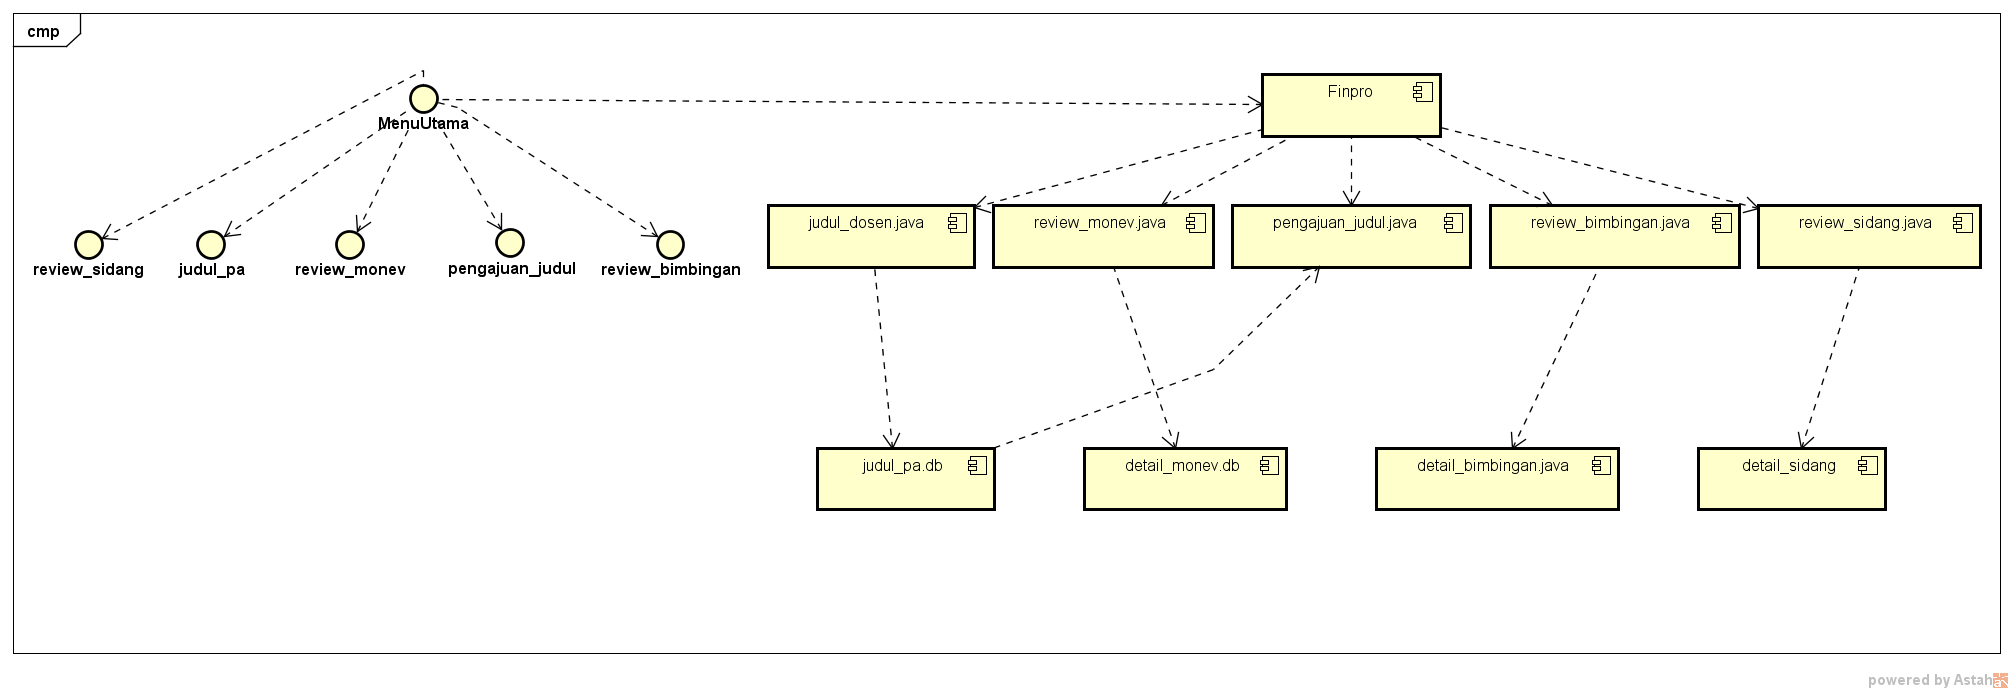 cmp
MenuUtama
Finpro
review_sidang
judul_pa
review_monev
pengajuan_judul
review_bimbingan
judul_dosen.java
review_monev.java
pengajuan_judul.java
review_bimbingan.java
review_sidang.java
judul_pa.db
detail_monev.db
detail_bimbingan.java
detail_sidang
powered by Astah